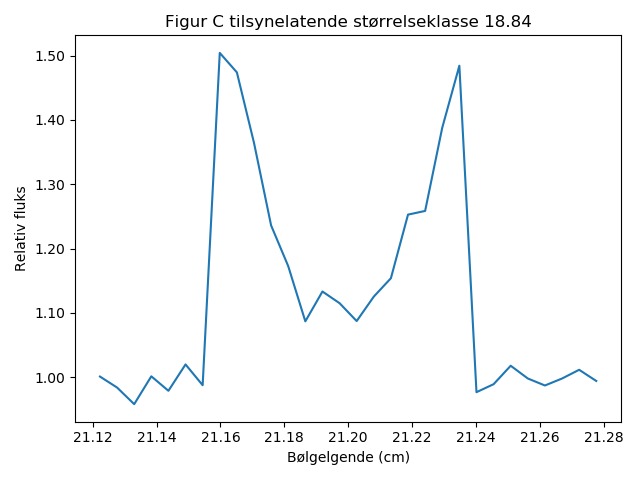 Figur C tilsynelatende størrelseklasse 18.84
Relativ fluks
1.50
1.40
1.30
1.20
1.10
1.00
21.12 21.14 21.16 21.18 21.20 21.22 21.24 21.26 21.28
Bølgelgende (cm)